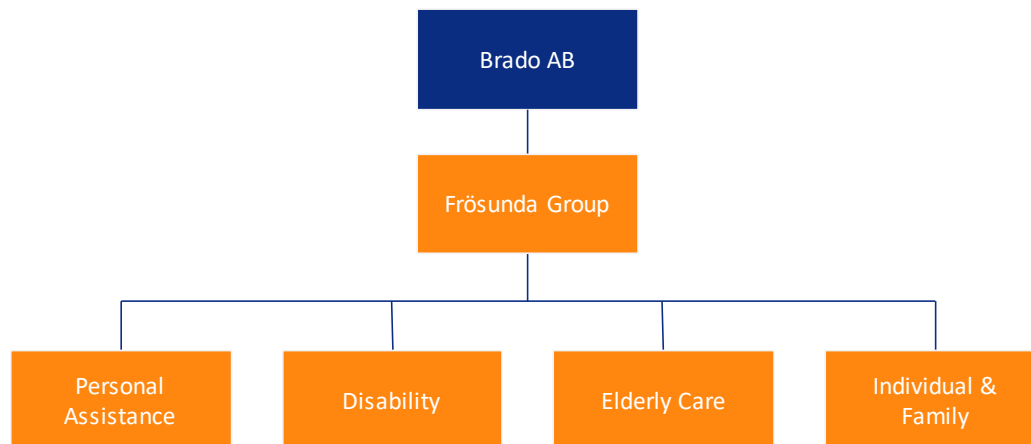 Brado AB
Frösunda Group
Personal
Assistance
Disability
Elderly Care
Individual &
Family